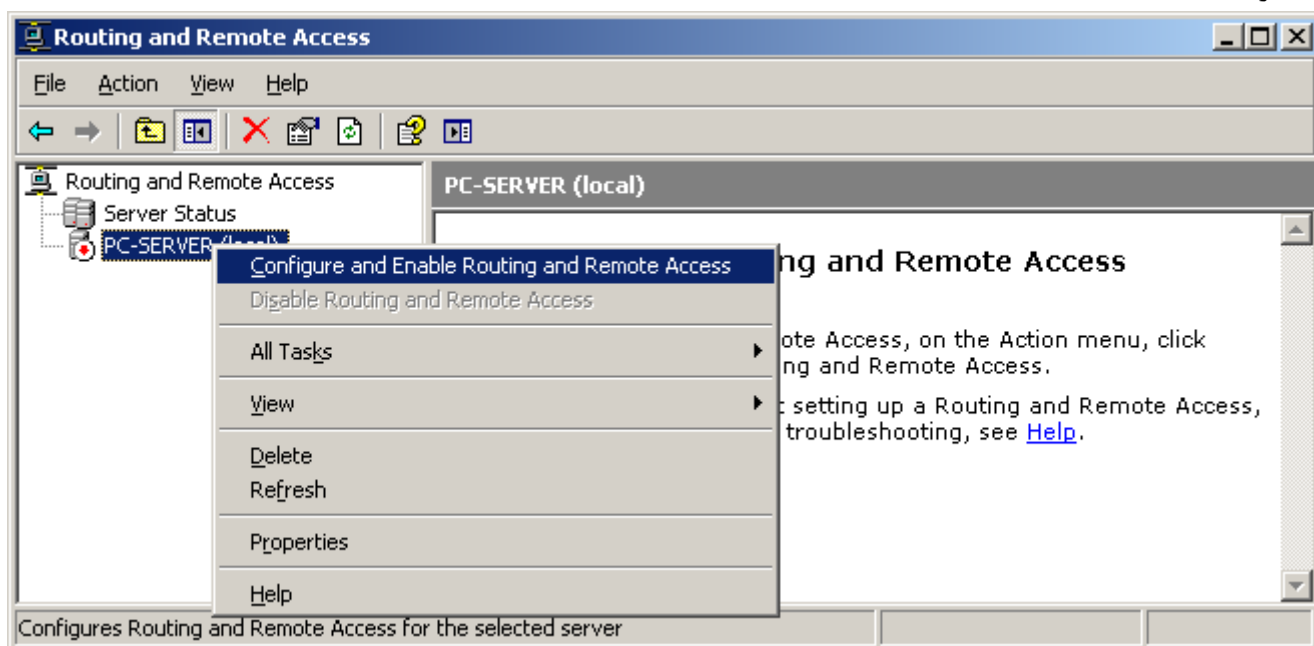 Routing and Remote Access
File Action View Help
Routing and Remote Access
Server Status
PC-SERVER (local)
PC-SERVER (local)
Configure and Enable Routing and Remote Access
Disable Routing and Remote Access
All Tasks
View
Delete
Refresh
Properties
Help
ng and Remote Access
ote Access, on the Action menu, click
ng and Remote Access.
setting up a Routing and Remote Access,
troubleshooting, see Help.
Configures Routing and Remote Access for the selected server